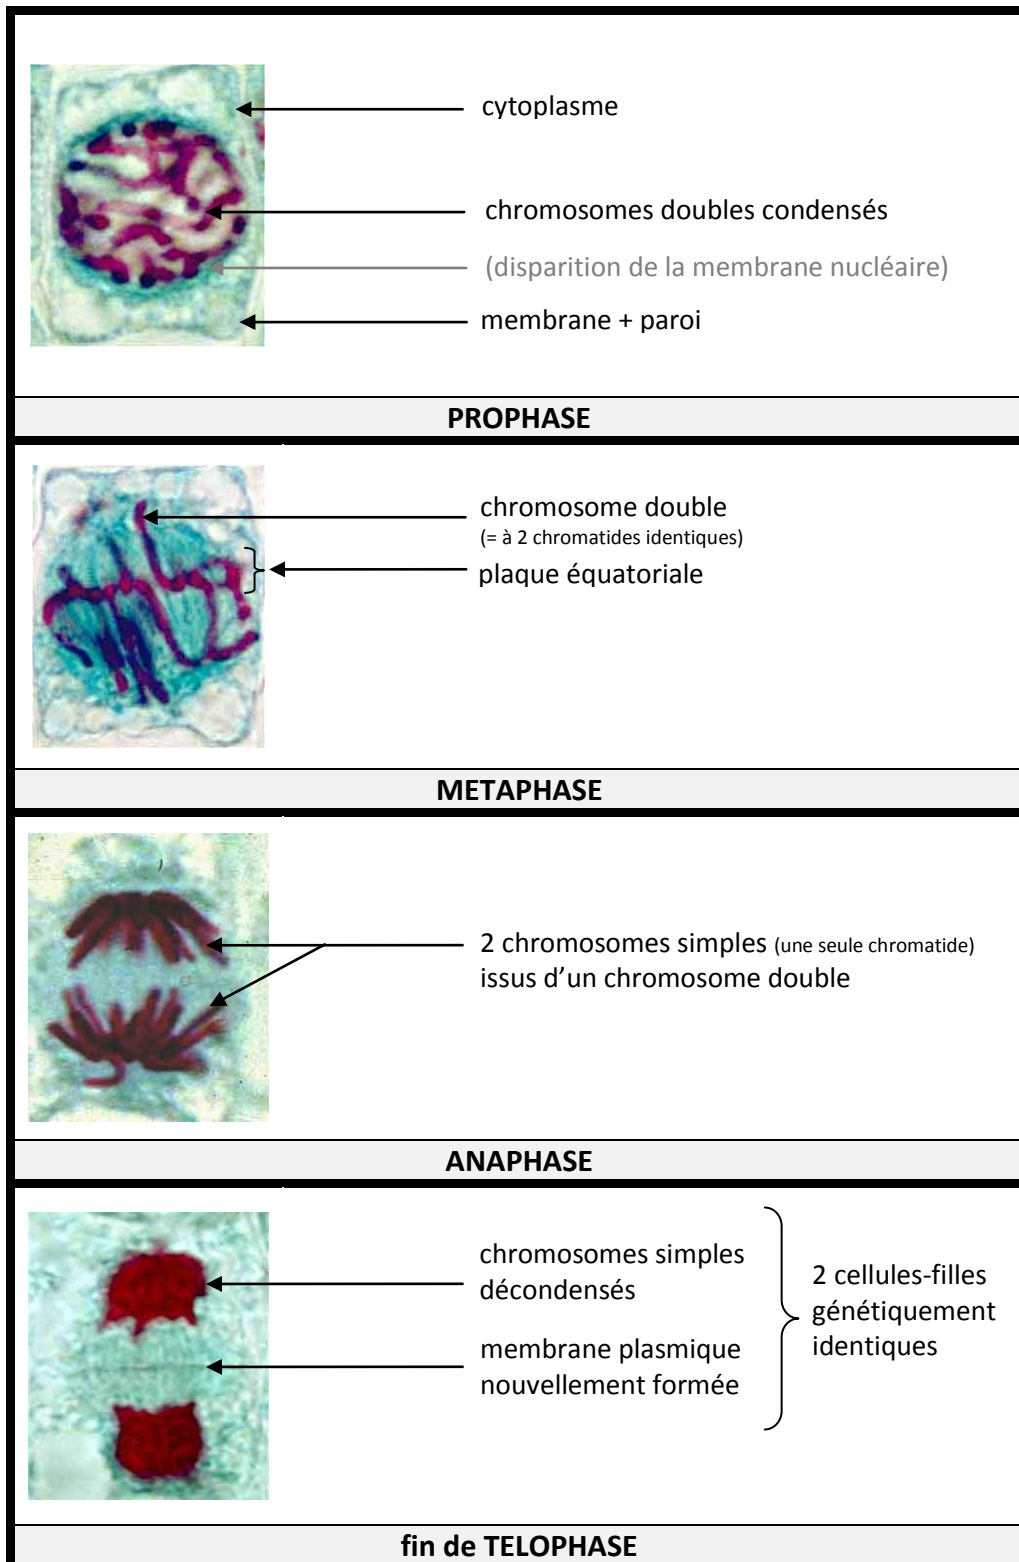 cytoplasme
chromosomes doubles condensés
(disparition de la membrane nucléaire)
membrane + paroi
PROPHASE
chromosome double
(= à 2 chromatides identiques)
plaque équatoriale
METAPHASE
2 chromosomes simples (une seule chromatide)
issus d’un chromosome double
ANAPHASE
chromosomes simples
décondensés
membrane plasmique
nouvellement formée
2 cellules-filles
génétiquement
identiques
fin de TELOPHASE